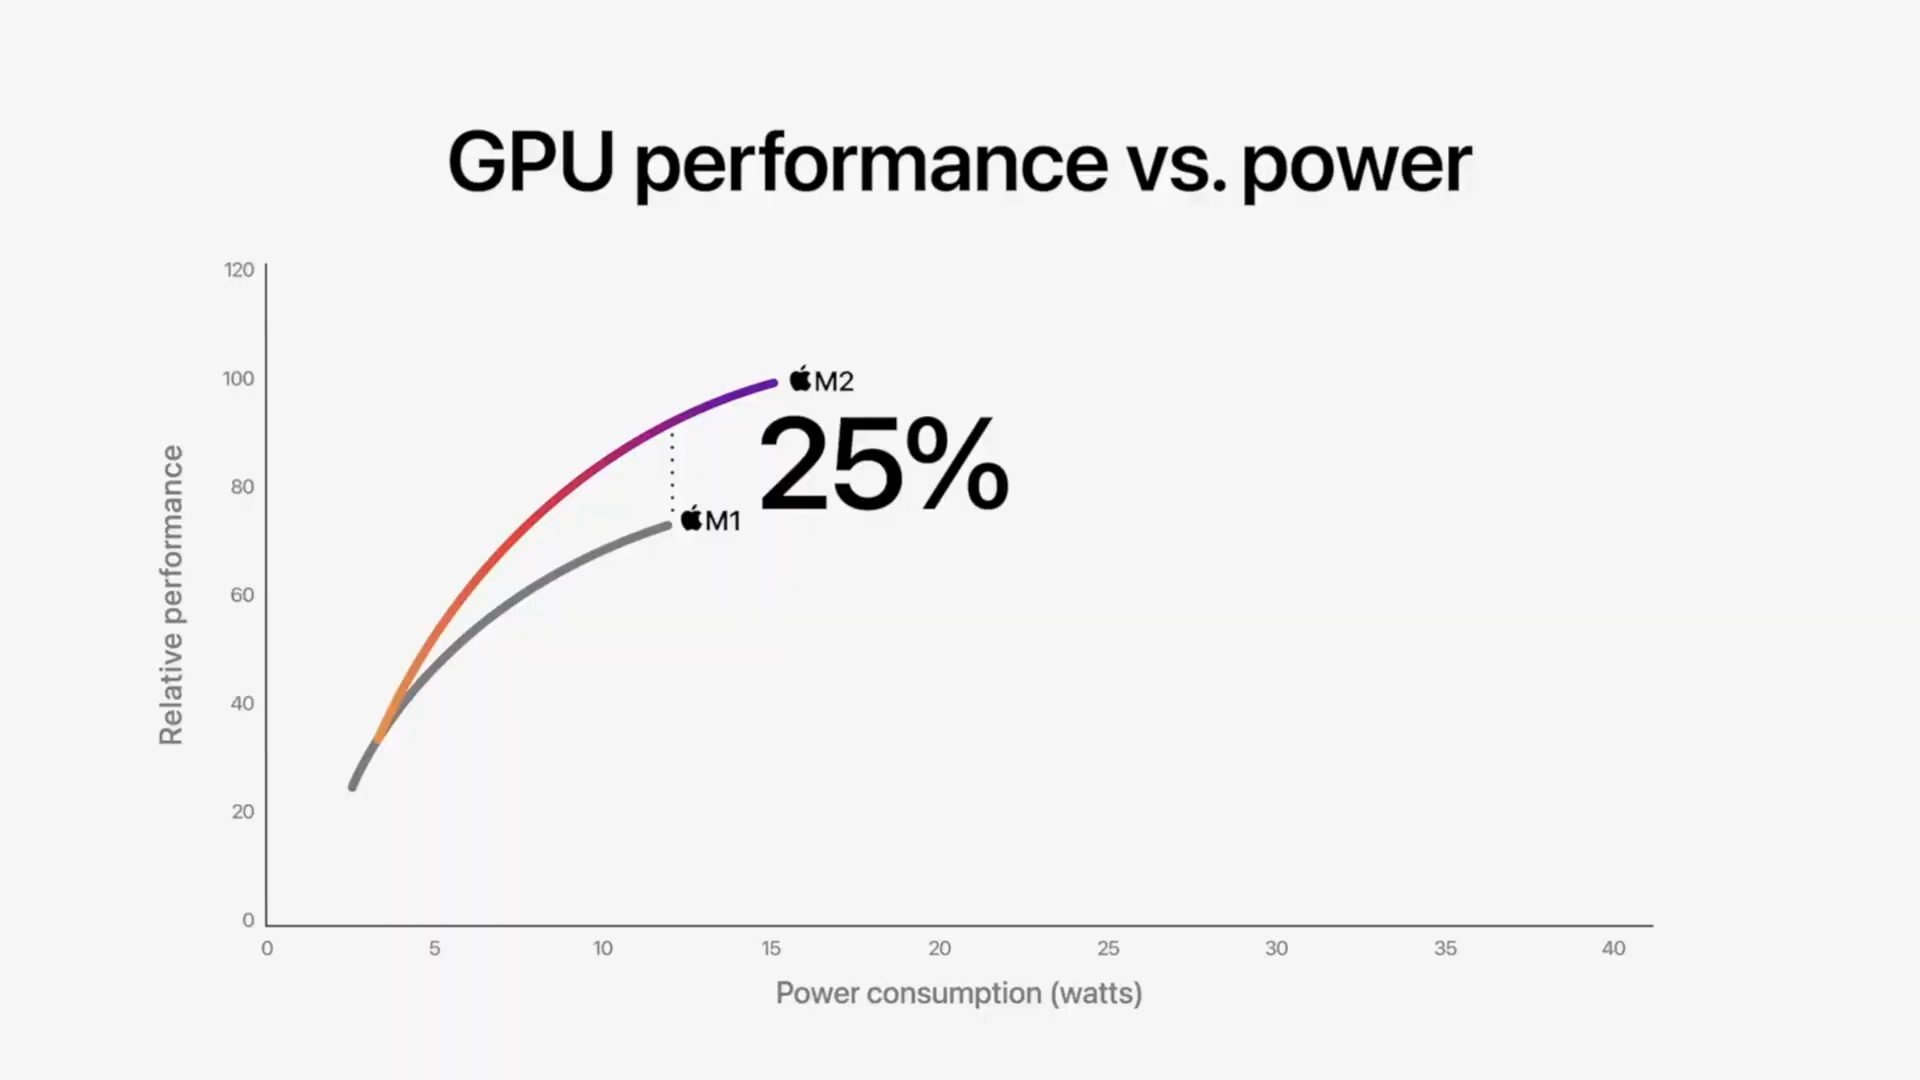 GPU performance vs. power
120
100
80
60
40
20
0
Relative performance
M2
25%
M1
0 5 10 15 20 25 30 35 40
Power consumption (watts)